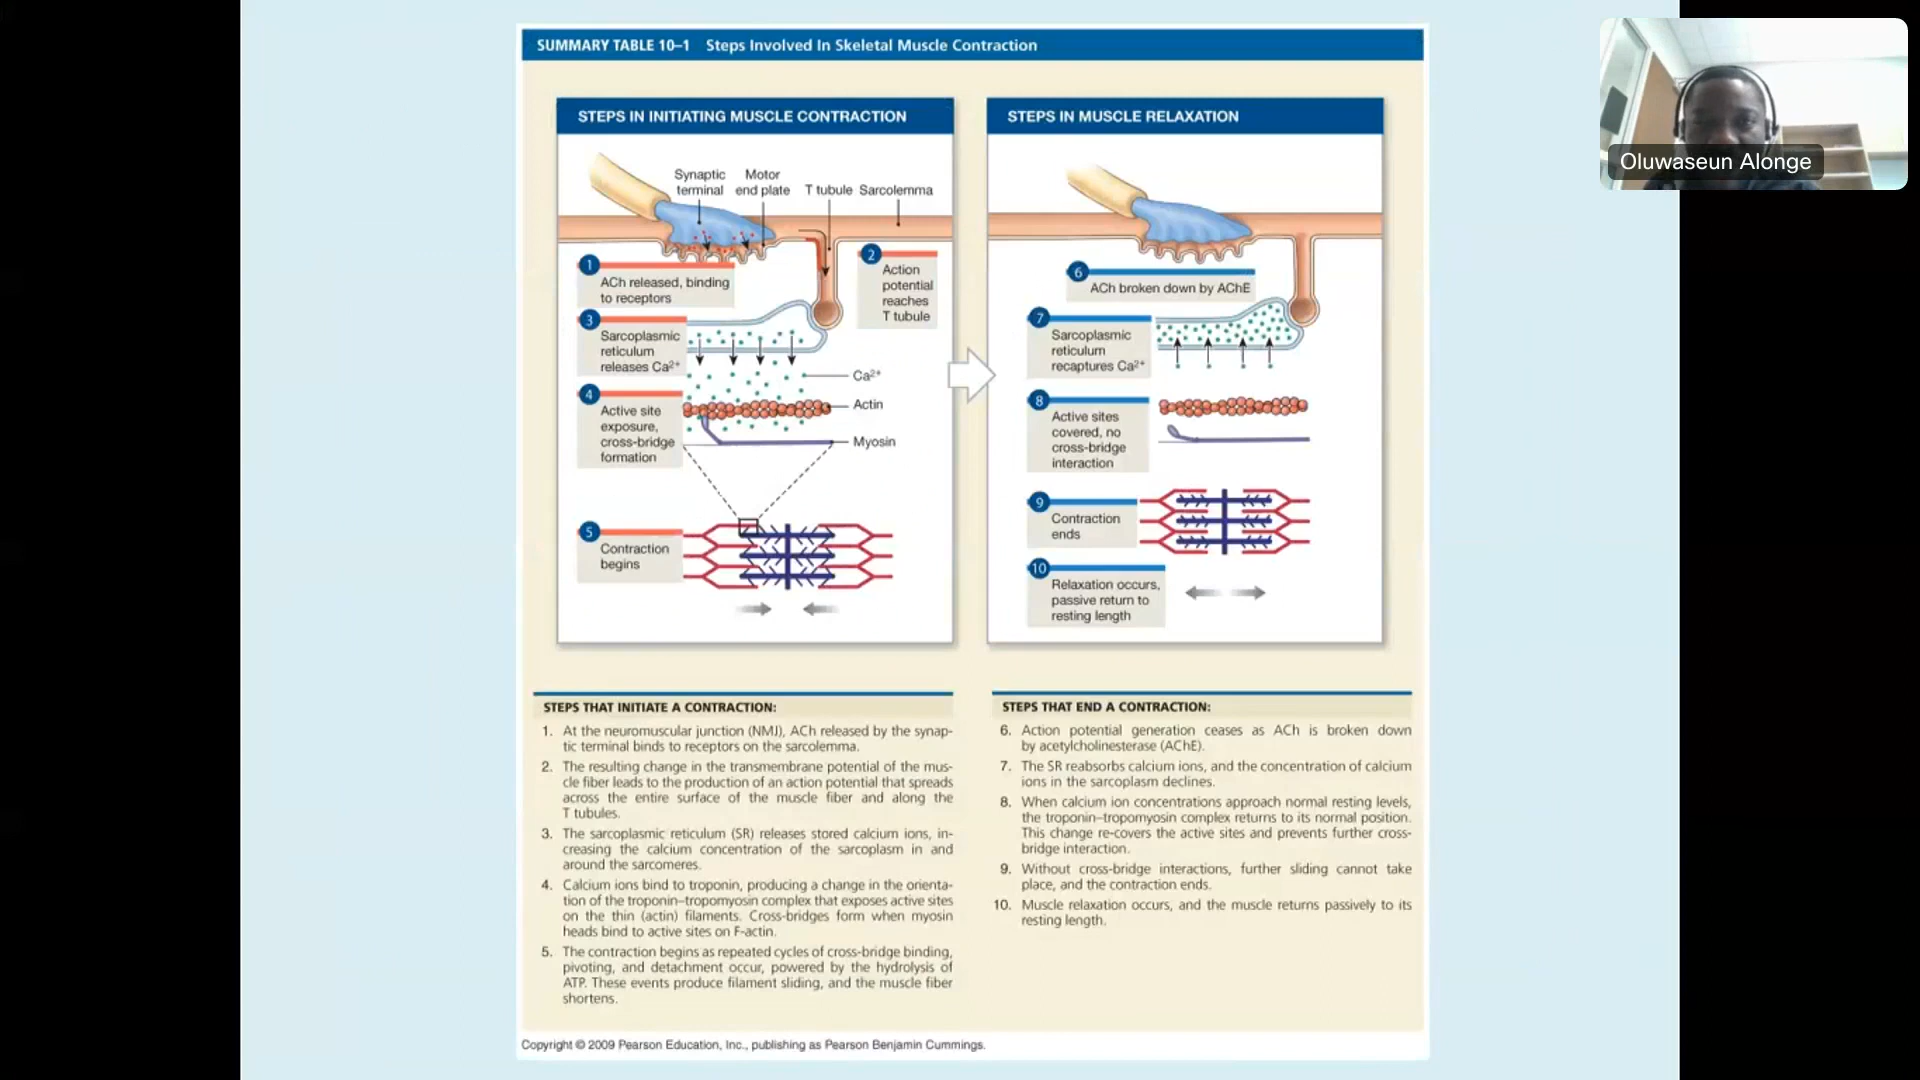 SUMMARY TABLE 10–1 Steps Involved In Skeletal Muscle Contraction
STEPS IN INITIATING MUSCLE CONTRACTION
Synaptic terminal
Motor end plate
T tubule
Sarcolemma
1
ACh released, binding
to receptors
2
Action
potential
reaches
T tubule
3
Sarcoplasmic
reticulum
releases Ca²⁺
Ca²⁺
4
Active site
exposure,
cross-bridge
formation
Actin
Myosin
5
Contraction
begins
STEPS IN MUSCLE RELAXATION
6
ACh broken down by AChE
7
Sarcoplasmic
reticulum
recaptures Ca²⁺
8
Active sites
covered, no
cross-bridge
interaction
9
Contraction
ends
10
Relaxation occurs,
passive return to
resting length
STEPS THAT INITIATE A CONTRACTION:
1. At the neuromuscular junction (NMJ), ACh released by the synap-
tic terminal binds to receptors on the sarcolemma.
2. The resulting change in the transmembrane potential of the mus-
cle fiber leads to the production of an action potential that spreads
across the entire surface of the muscle fiber and along the
T tubules.
3. The sarcoplasmic reticulum (SR) releases stored calcium ions, in-
creasing the calcium concentration of the sarcoplasm in and
around the sarcomeres.
4. Calcium ions bind to troponin, producing a change in the orienta-
tion of the troponin–tropomyosin complex that exposes active sites
on the thin (actin) filaments. Cross-bridges form when myosin
heads bind to active sites on F-actin.
5. The contraction begins as repeated cycles of cross-bridge binding,
pivoting, and detachment occur, powered by the hydrolysis of
ATP. These events produce filament sliding, and the muscle fiber
shortens.
STEPS THAT END A CONTRACTION:
6. Action potential generation ceases as ACh is broken down
by acetylcholinesterase (AChE).
7. The SR reabsorbs calcium ions, and the concentration of calcium
ions in the sarcoplasm declines.
8. When calcium ion concentrations approach normal resting levels,
the troponin–tropomyosin complex returns to its normal position.
This change re-covers the active sites and prevents further cross-
bridge interaction.
9. Without cross-bridge interactions, further sliding cannot take
place, and the contraction ends.
10. Muscle relaxation occurs, and the muscle returns passively to its
resting length.
Copyright © 2009 Pearson Education, Inc., publishing as Pearson Benjamin Cummings.
Oluwaseun Alonge